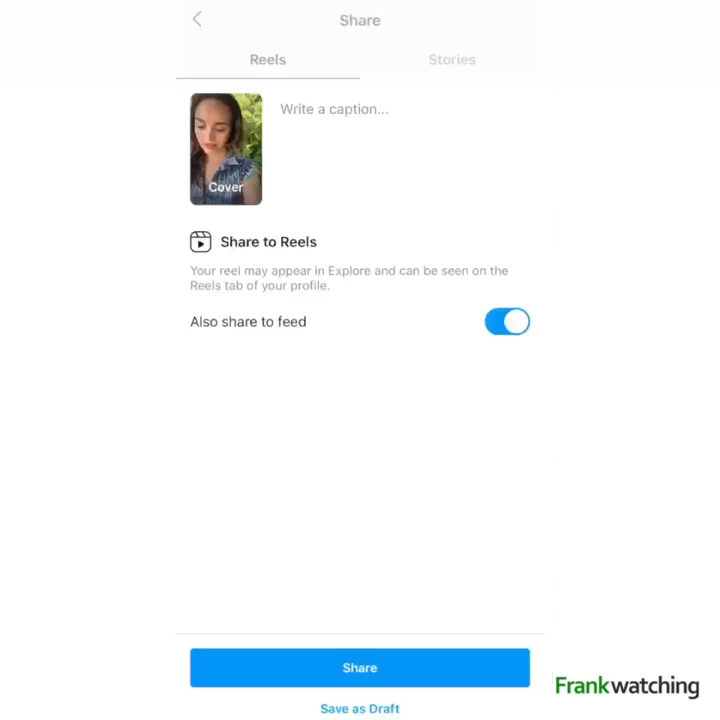 Share
Reels
Stories
Write a caption...
Cover
Share to Reels
Your reel may appear in Explore and can be seen on the
Reels tab of your profile.
Also share to feed
Share
Save as Draft
Frankwatching